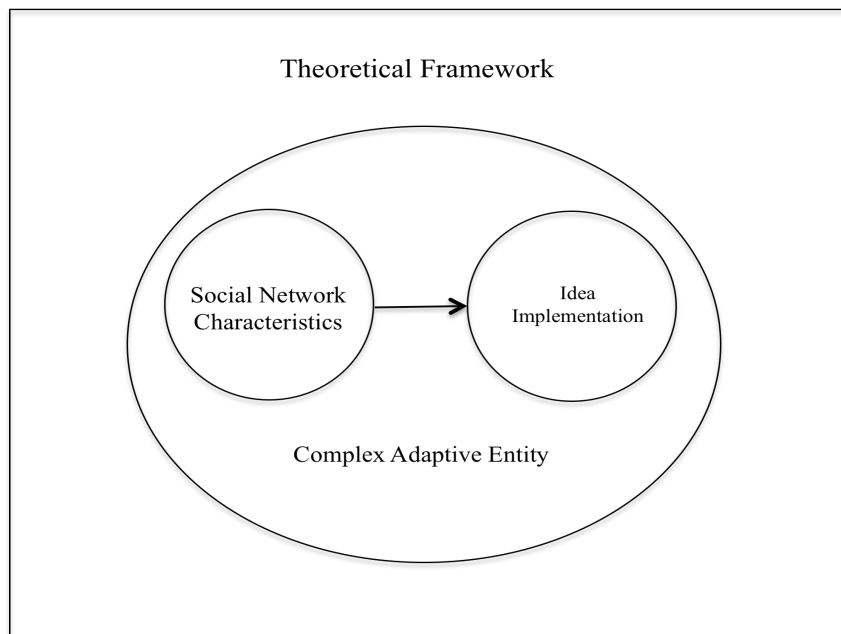 Theoretical Framework
Social Network
Characteristics
Idea
Implementation
Complex Adaptive Entity